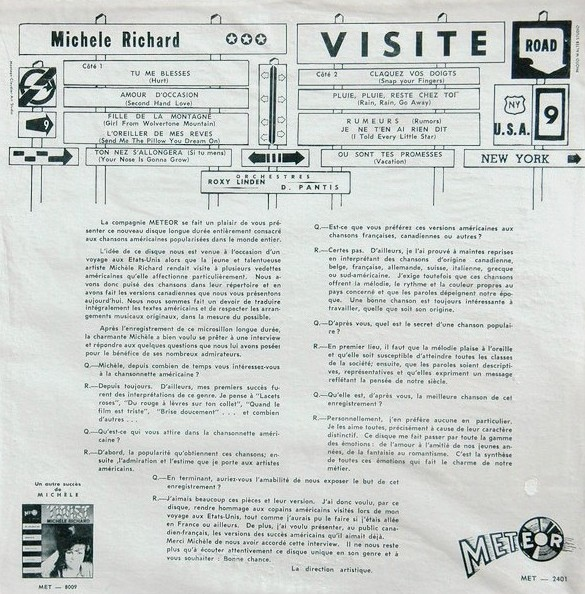 Michele Richard
VISITE
ROAD
Côté 1
TU ME BLESSES
(Hurt)
AMOUR D'OCCASION
(Second Hand Love)
FILLE DE LA MONTAGNE
(Girl From Wolvertone Mountain)
L'OREILLER DE MES REVES
(Send Me The Pillow You Dream On)
TON NEZ S'ALLONGERA (Si tu mens)
(Your Nose Is Gonna Grow)
9
Côté 2
CLAQUEZ VOS DOIGTS
(Snap your Fingers)
PLUIE, PLUIE, RESTE CHEZ TOI
(Rain, Rain, Go Away)
RUMEURS (Rumors)
JE NE T'EN AI RIEN DIT
(I Told Every Little Star)
OU SONT TES PROMESSES
(Vacation)
NY
U.S.A.
9
NEW YORK
ORCHESTRES
ROXY LINDEN
D. PANTIS
La compagnie METEOR se fait un plaisir de vous pré-
senter ce nouveau disque longue durée entièrement consacré
aux chansons américaines popularisées dans le monde entier.
L'idée de ce disque nous est venue à l'occasion d'un
voyage aux Etats-Unis alors que la jeune et talentueuse
artiste Michèle Richard rendait visite à plusieurs vedettes
américaines qu'elle affectionne particulièrement. Nous a-
vons donc puisé des chansons dans leur répertoire et en
avons fait les versions canadiennes que nous vous présentons
aujourd'hui. Nous nous sommes fait un devoir de traduire
intégralement les textes américains et de respecter les arran-
gements musicaux originaux, dans la mesure du possible.
Après l'enregistrement de ce microsillon longue durée,
la charmante Michèle a bien voulu se prêter à une interview
et répondre aux quelques questions que nous lui avons posées
pour le bénéfice de ses nombreux admirateurs.
Q.—Michèle, depuis combien de temps vous intéressez-vous
à la chansonnette américaine ?
R.—Depuis toujours. D'ailleurs, mes premiers succès fu-
rent des interprétations de ce genre. Je pense à "Lacets
roses", "Du rouge à lèvres sur ton collet", "Quand le
film est triste", "Brise doucement" . . . et combien
d'autres . . .
Q.—Qu'est-ce qui vous attire dans la chansonnette améri-
caine ?
R.—D'abord, la popularité qu'obtiennent ces chansons; en-
suite ,l'admiration et l'estime que je porte aux artistes
américains.
Q.—Est-ce que vous préférez ces versions américaines aux
chansons françaises, canadiennes ou autres ?
R.—Certes pas. D'ailleurs, je l'ai prouvé à maintes reprises
en interprétant des chansons d'origine canadienne,
belge, française, allemande, suisse, italienne, grecque
ou sud-américaine. J'exige toutefois que ces chansons
offrent la mélodie, le rythme et la couleur propres au
pays concerné et que les paroles dépeignent notre épo-
que. Une bonne chanson est toujours intéressante à
travailler, quelle que soit son origine.
Q.—D'après vous, quel est le secret d'une chanson populai-
re ?
R.—En premier lieu, il faut que la mélodie plaise à l'oreille
et qu'elle soit susceptible d'atteindre toutes les classes
de la société; ensuite, que les paroles soient descripti-
ves, représentatives et qu'elles expriment un message
reflétant la pensée de notre siècle.
Q.—Qu'elle est, d'après vous, la meilleure chanson de cet
enregistrement ?
R.—Personnellement, j'en préfère aucune en particulier.
Je les aime toutes, précisément à cause de leur caractère
distinctif. Ce disque me fait passer par toute la gamme
des émotions: de l'amour à l'amitié de nos jeunes an-
nées, de la fantaisie au romantisme. C'est la synthèse
de toutes ces émotions qui fait le charme de notre
métier.
Q.—En terminant, auriez-vous l'amabilité de nous exposer le but de cet
enregistrement ?
R.—J'aimais beaucoup ces pièces et leur version. J'ai donc voulu, par ce
disque, rendre hommage aux copains américains visités lors de mon
voyage aux Etats-Unis, tout comme j'aurais pu le faire si j'étais allée
en France ou ailleurs. De plus, j'ai voulu présenter, au public cana-
dien-français, les versions des succès américains qu'il aimait déjà.
Merci Michèle de nous avoir accordé cette interview. Il ne nous reste
plus qu'à écouter attentivement ce disque unique en son genre et à
vous souhaiter : Bonne chance.
La direction artistique.
Un autre succès
de
MICHÈLE
MICHÈLE RICHARD
MET — 8009
METEOR
MET — 2401